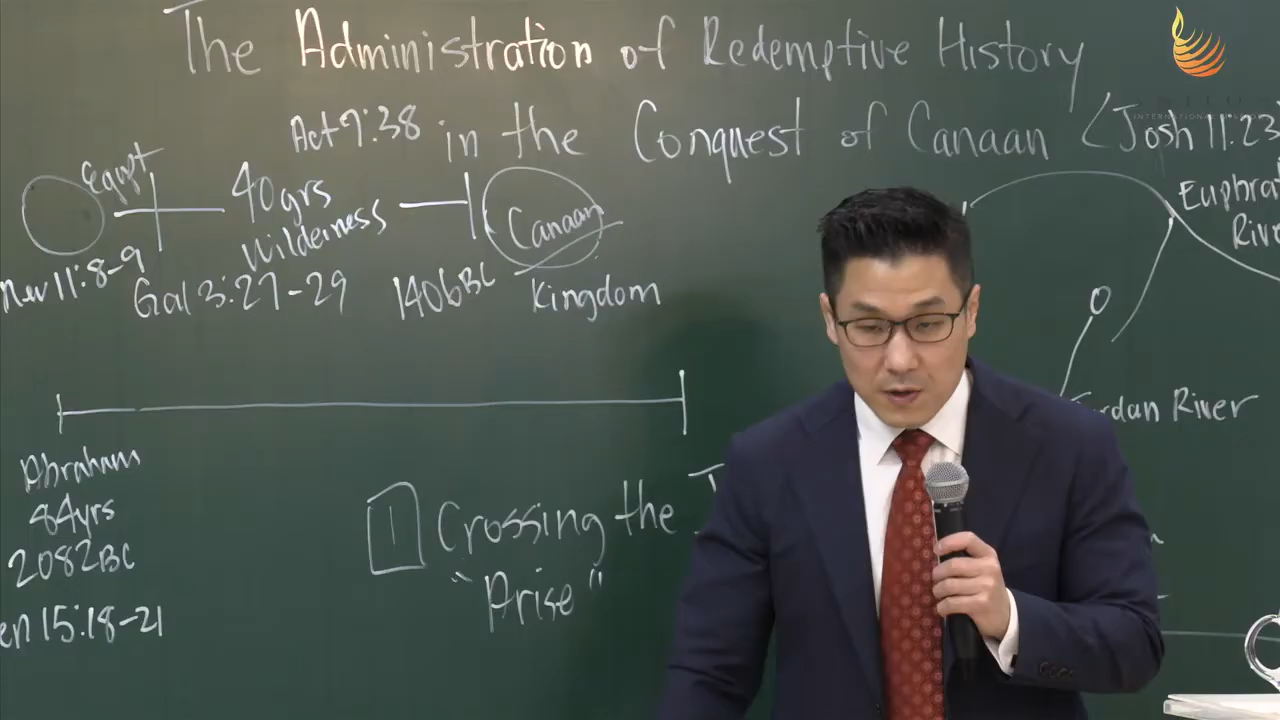 The Administration of Redemptive History
in the Conquest of Canaan (Josh 11:23
Act 7:38
Egypt
40yrs
Wilderness
Canaan
Rev 11:8-9
Gal 3:27-29
1406BC
Kingdom
Euphrat
Rive
Jordan River
Abraham
84yrs
2082BC
en 15:18-21
1 Crossing the
"Arise"
INTERNATIONAL